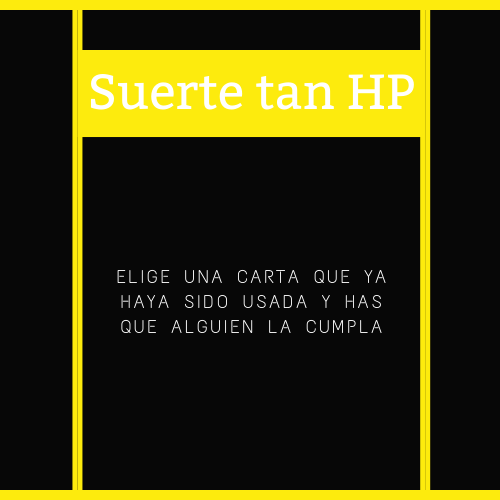 Suerte tan HP
ELIGE UNA CARTA QUE YA
HAYA SIDO USADA Y HAS
QUE ALGUIEN LA CUMPLA